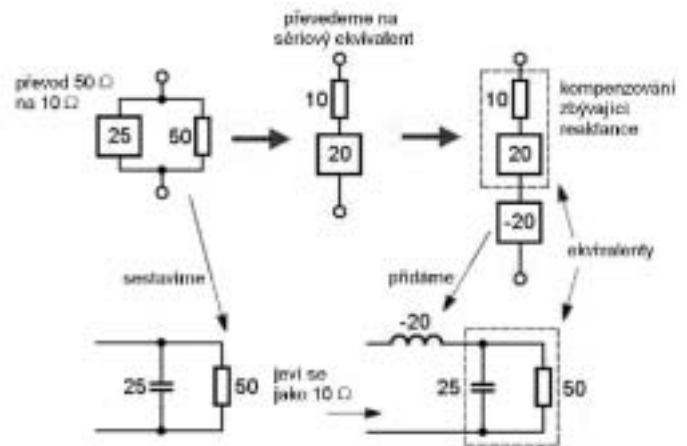 převod 50 Ω
na 10 Ω
25
50
převedeme na
sériový ekvivalent
10
20
10
20
-20
kompenzování
zbývající
reaktance
ekvivalenty
sestavíme
přidáme
25
50
jeví se
jako 10 Ω
-20
25
50